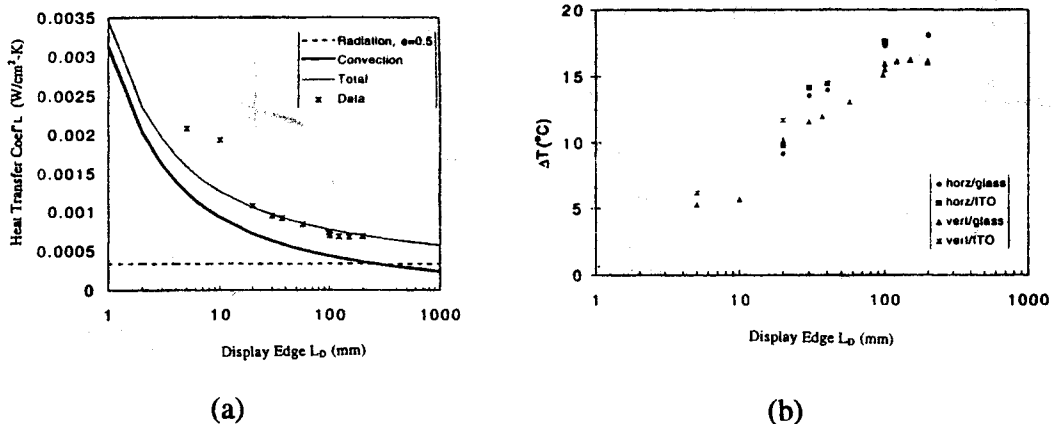 0.0035
0.003
0.0025
0.002
0.0015
0.001
0.0005
0
Heat Transfer Coef't. (W/cm²-K)
Radiation, e=0.5
Convection
Total
Data
1
10
100
1000
Display Edge L_D (mm)
(a)
20
15
10
5
0
ΔT(°C)
horz/glass
horz/ITO
vert/glass
vert/ITO
1
10
100
1000
Display Edge L_D (mm)
(b)